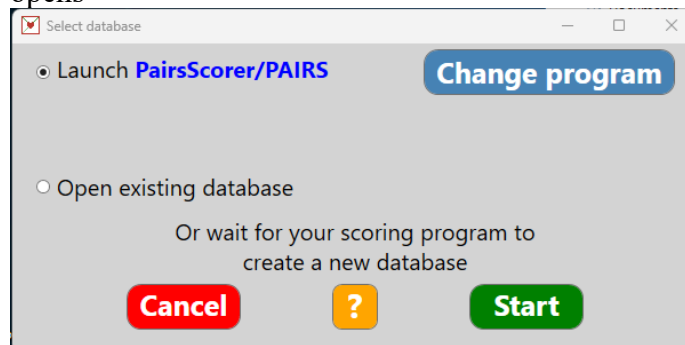 opens
Select database
Launch PairsScorer/PAIRS
Change program
Open existing database
Or wait for your scoring program to
create a new database
Cancel
?
Start